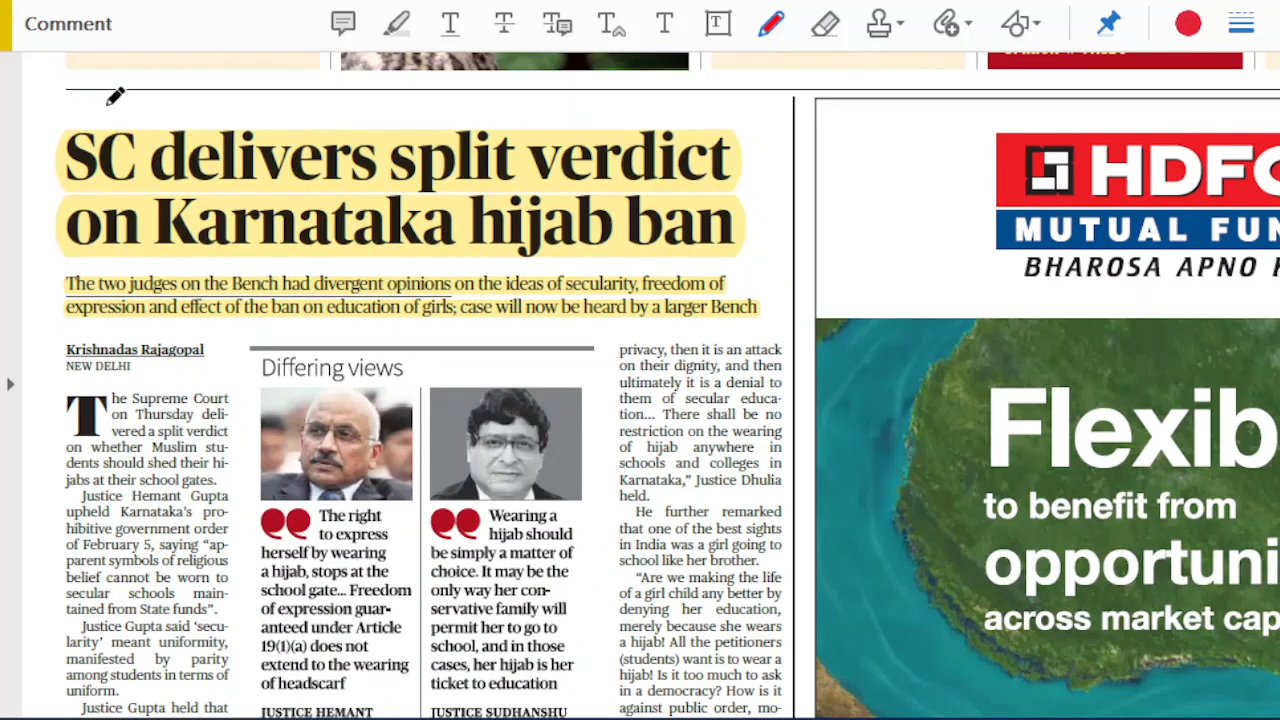 Comment
SC delivers split verdict
on Karnataka hijab ban
The two judges on the Bench had divergent opinions on the ideas of secularity, freedom of
expression and effect of the ban on education of girls; case will now be heard by a larger Bench
Krishnadas Rajagopal
NEW DELHI
The Supreme Court
on Thursday deli-
vered a split verdict
on whether Muslim stu-
dents should shed their hi-
jabs at their school gates.
Justice Hemant Gupta
upheld Karnataka's pro-
hibitive government order
of February 5, saying "ap-
parent symbols of religious
belief cannot be worn to
secular schools main-
tained from State funds".
Justice Gupta said 'secu-
larity' meant uniformity,
manifested by parity
among students in terms of
uniform.
Justice Gupta held that
Differing views
The right
to express
herself by wearing
a hijab, stops at the
school gate... Freedom
of expression guar-
anteed under Article
19(1)(a) does not
extend to the wearing
of headscarf
JUSTICE HEMANT
Wearing a
hijab should
be simply a matter of
choice. It may be the
only way her con-
servative family will
permit her to go to
school, and in those
cases, her hijab is her
ticket to education
JUSTICE SUDHANSHU
privacy, then it is an attack
on their dignity, and then
ultimately it is a denial to
them of secular educa-
tion... There shall be no
restriction on the wearing
of hijab anywhere in
schools and colleges in
Karnataka," Justice Dhulia
held.
He further remarked
that one of the best sights
in India was a girl going to
school like her brother.
"Are we making the life
of a girl child any better by
denying her education,
merely because she wears
a hijab! All the petitioners
(students) want is to wear a
hijab! Is it too much to ask
in a democracy? How is it
against public order, mo-
HDFC
MUTUAL FUN
BHAROSA APNO
Flexib
to benefit from
opportuni
across market cap